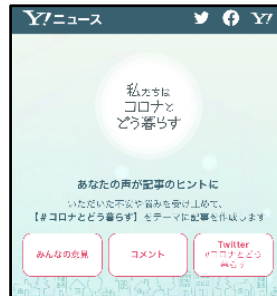 Y!ニュース
Y!
私たちは
コロナと
どう暮らす
あなたの声が記事のヒントに
いただいた不安や悩みを受け止めて、
【#コロナとどう暮らす】をテーマに記事を作成します
みんなの意見
コメント
Twitter
#コロナとどう
暮らす